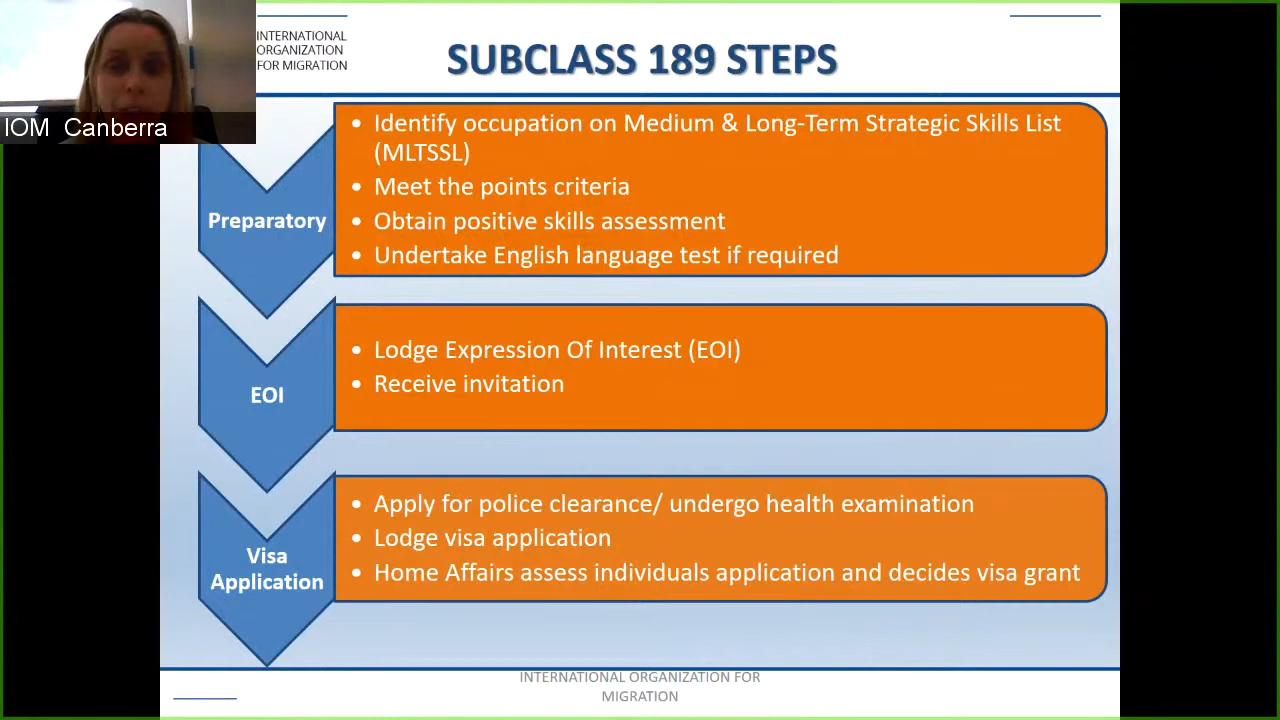 INTERNATIONAL
ORGANIZATION
FOR MIGRATION
SUBCLASS 189 STEPS
IOM Canberra
Preparatory
• Identify occupation on Medium & Long-Term Strategic Skills List
(MLTSSL)
• Meet the points criteria
• Obtain positive skills assessment
• Undertake English language test if required
EOI
• Lodge Expression Of Interest (EOI)
• Receive invitation
Visa
Application
• Apply for police clearance/ undergo health examination
• Lodge visa application
• Home Affairs assess individuals application and decides visa grant
INTERNATIONAL ORGANIZATION FOR
MIGRATION